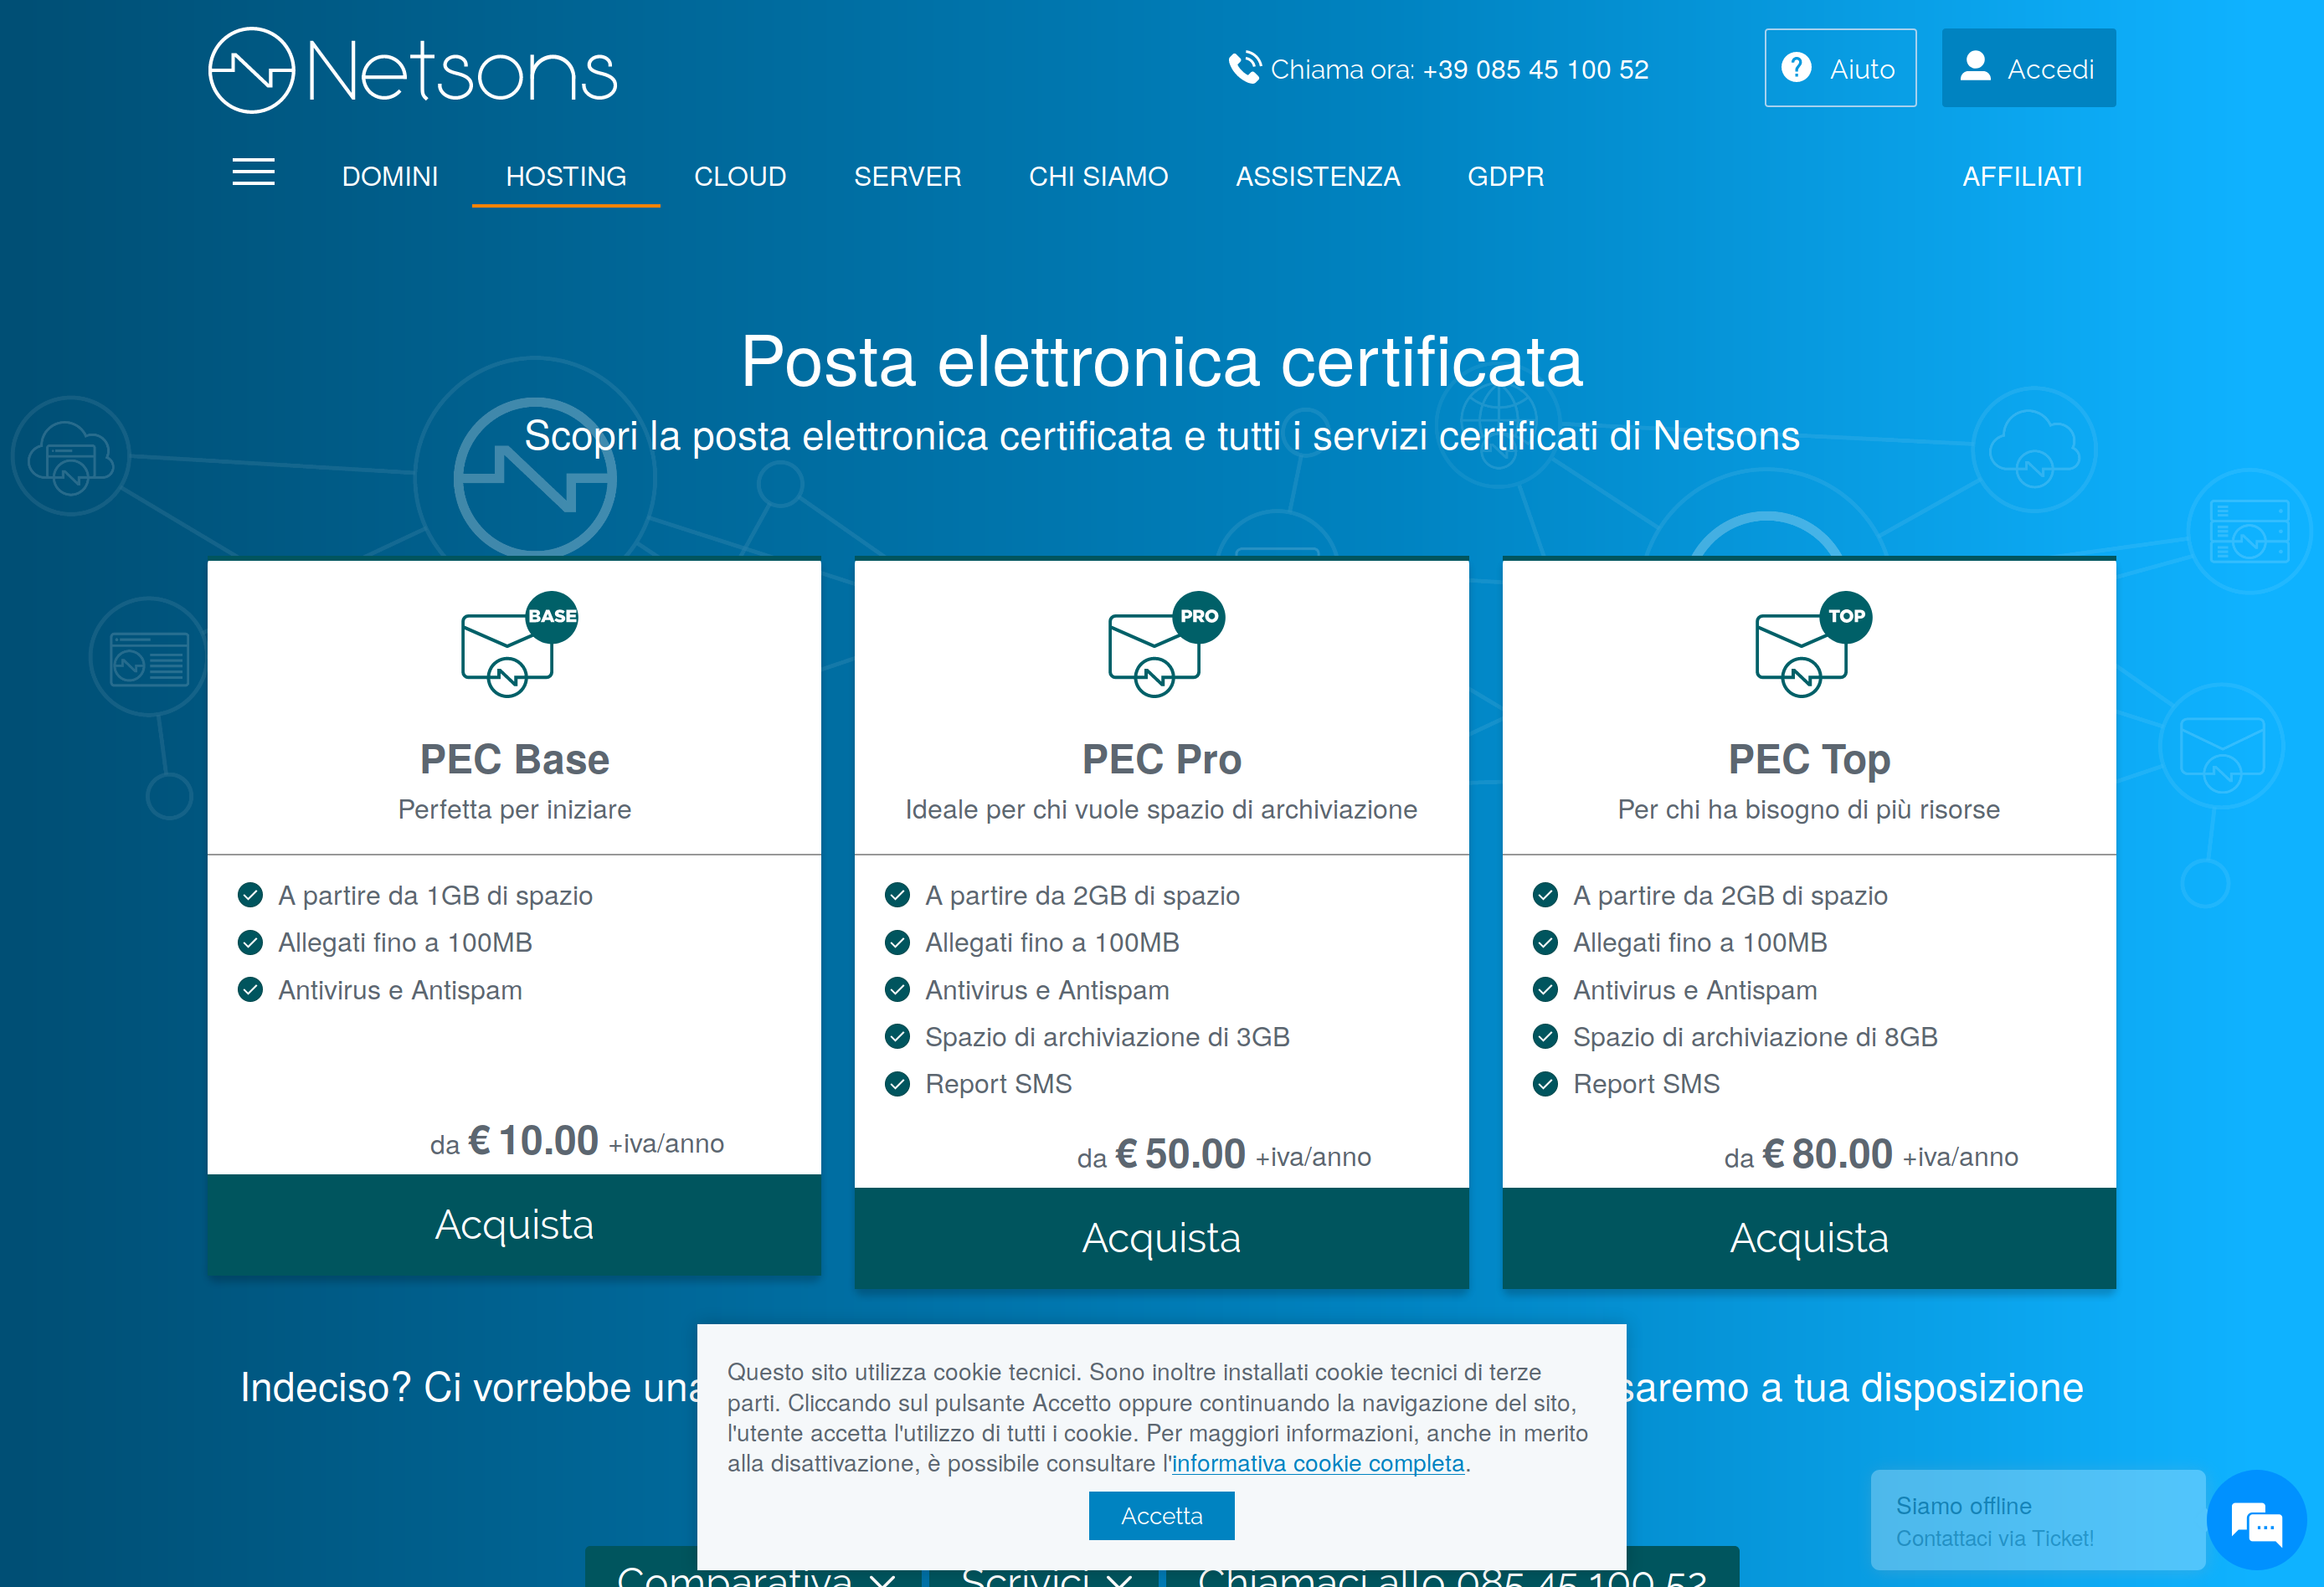 Netsons
Chiama ora: +39 085 45 100 52
Aiuto
Accedi
DOMINI HOSTING CLOUD SERVER CHI SIAMO ASSISTENZA GDPR AFFILIATI
Posta elettronica certificata
Scopri la posta elettronica certificata e tutti i servizi certificati di Netsons
BASE
PEC Base
Perfetta per iniziare
A partire da 1GB di spazio
Allegati fino a 100MB
Antivirus e Antispam
da € 10.00 +iva/anno
Acquista
PRO
PEC Pro
Ideale per chi vuole spazio di archiviazione
A partire da 2GB di spazio
Allegati fino a 100MB
Antivirus e Antispam
Spazio di archiviazione di 3GB
Report SMS
da € 50.00 +iva/anno
Acquista
TOP
PEC Top
Per chi ha bisogno di più risorse
A partire da 2GB di spazio
Allegati fino a 100MB
Antivirus e Antispam
Spazio di archiviazione di 8GB
Report SMS
da € 80.00 +iva/anno
Acquista
Indeciso? Ci vorrebbe una saremo a tua disposizione
Questo sito utilizza cookie tecnici. Sono inoltre installati cookie tecnici di terze
parti. Cliccando sul pulsante Accetto oppure continuando la navigazione del sito,
l'utente accetta l'utilizzo di tutti i cookie. Per maggiori informazioni, anche in merito
alla disattivazione, è possibile consultare l'informativa cookie completa.
Accetta
Siamo offline
Contattaci via Ticket!
Comparativa Scrivici Chiamaci allo 085 45 100 52